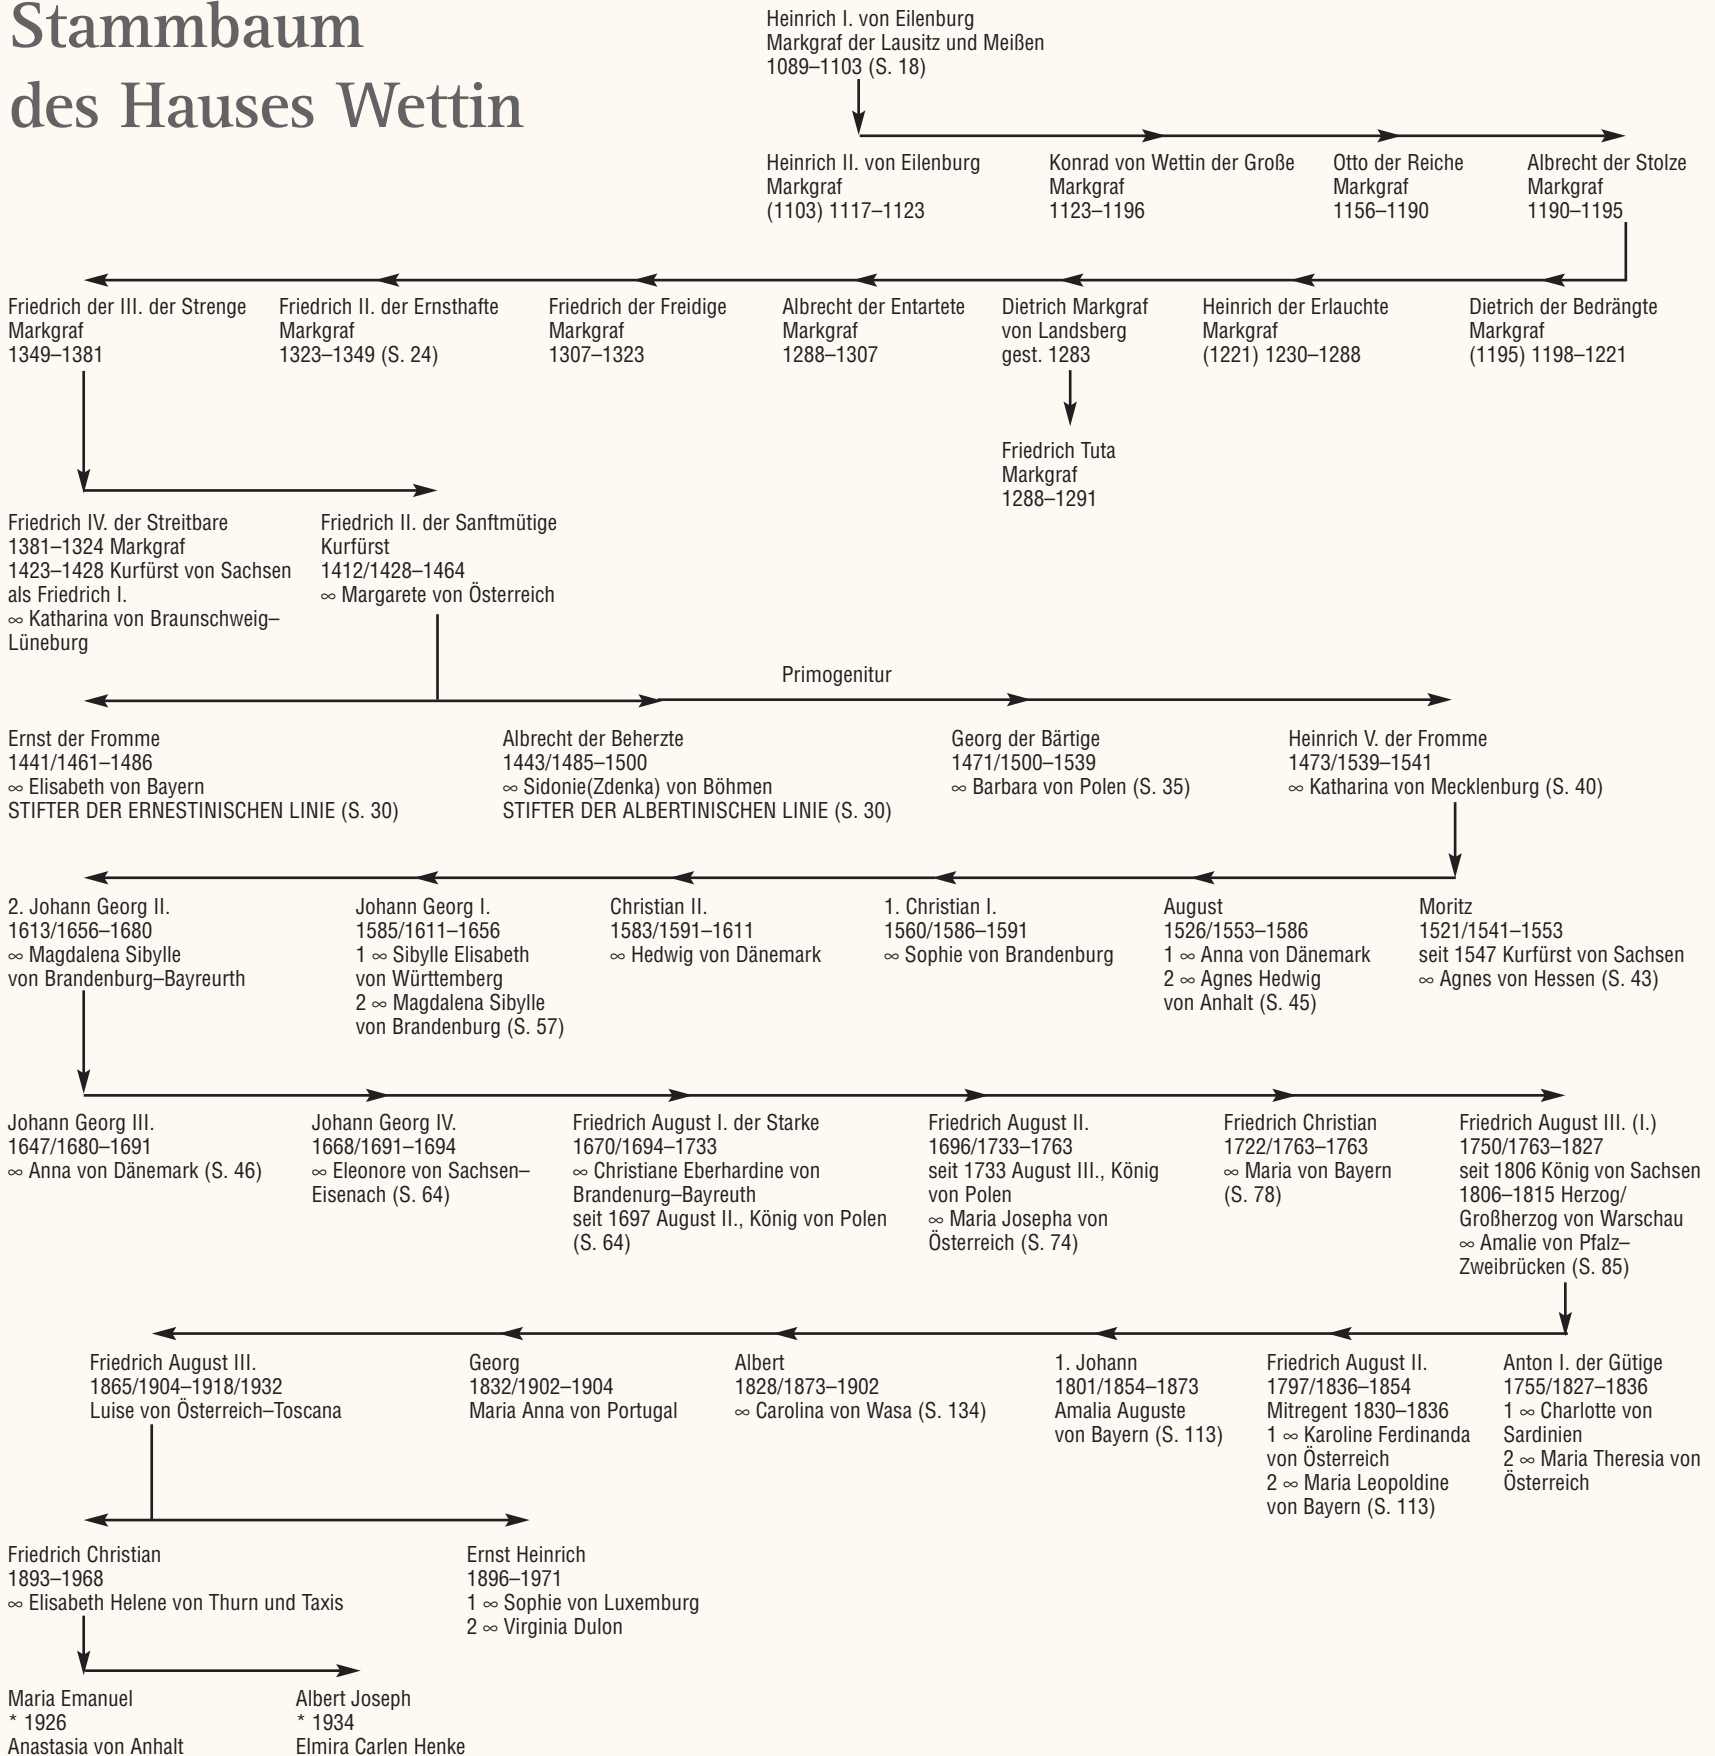 Stammbaum
des Hauses Wettin
Heinrich I. von Eilenburg
Markgraf der Lausitz und Meißen
1089–1103 (S. 18)
Heinrich II. von Eilenburg
Markgraf
(1103) 1117–1123
Konrad von Wettin der Große
Markgraf
1123–1196
Otto der Reiche
Markgraf
1156–1190
Albrecht der Stolze
Markgraf
1190–1195
Friedrich der III. der Strenge
Markgraf
1349–1381
Friedrich II. der Ernsthafte
Markgraf
1323–1349 (S. 24)
Friedrich der Freidige
Markgraf
1307–1323
Albrecht der Entartete
Markgraf
1288–1307
Dietrich Markgraf
von Landsberg
gest. 1283
Heinrich der Erlauchte
Markgraf
(1221) 1230–1288
Dietrich der Bedrängte
Markgraf
(1195) 1198–1221
Friedrich Tuta
Markgraf
1288–1291
Friedrich IV. der Streitbare
1381–1324 Markgraf
1423–1428 Kurfürst von Sachsen
als Friedrich I.
∞ Katharina von Braunschweig–
Lüneburg
Friedrich II. der Sanftmütige
Kurfürst
1412/1428–1464
∞ Margarete von Österreich
Primogenitur
Ernst der Fromme
1441/1461–1486
∞ Elisabeth von Bayern
STIFTER DER ERNESTINISCHEN LINIE (S. 30)
Albrecht der Beherzte
1443/1485–1500
∞ Sidonie(Zdenka) von Böhmen
STIFTER DER ALBERTINISCHEN LINIE (S. 30)
Georg der Bärtige
1471/1500–1539
∞ Barbara von Polen (S. 35)
Heinrich V. der Fromme
1473/1539–1541
∞ Katharina von Mecklenburg (S. 40)
2. Johann Georg II.
1613/1656–1680
∞ Magdalena Sibylle
von Brandenburg–Bayreurth
Johann Georg I.
1585/1611–1656
1 ∞ Sibylle Elisabeth
von Württemberg
2 ∞ Magdalena Sibylle
von Brandenburg (S. 57)
Christian II.
1583/1591–1611
∞ Hedwig von Dänemark
1. Christian I.
1560/1586–1591
∞ Sophie von Brandenburg
August
1526/1553–1586
1 ∞ Anna von Dänemark
2 ∞ Agnes Hedwig
von Anhalt (S. 45)
Moritz
1521/1541–1553
seit 1547 Kurfürst von Sachsen
∞ Agnes von Hessen (S. 43)
Johann Georg III.
1647/1680–1691
∞ Anna von Dänemark (S. 46)
Johann Georg IV.
1668/1691–1694
∞ Eleonore von Sachsen–
Eisenach (S. 64)
Friedrich August I. der Starke
1670/1694–1733
∞ Christiane Eberhardine von
Brandenurg–Bayreuth
seit 1697 August II., König von Polen
(S. 64)
Friedrich August II.
1696/1733–1763
seit 1733 August III., König
von Polen
∞ Maria Josepha von
Österreich (S. 74)
Friedrich Christian
1722/1763–1763
∞ Maria von Bayern
(S. 78)
Friedrich August III. (I.)
1750/1763–1827
seit 1806 König von Sachsen
1806–1815 Herzog/
Großherzog von Warschau
∞ Amalie von Pfalz–
Zweibrücken (S. 85)
Friedrich August III.
1865/1904–1918/1932
Luise von Österreich–Toscana
Georg
1832/1902–1904
Maria Anna von Portugal
Albert
1828/1873–1902
∞ Carolina von Wasa (S. 134)
1. Johann
1801/1854–1873
Amalia Auguste
von Bayern (S. 113)
Friedrich August II.
1797/1836–1854
Mitregent 1830–1836
1 ∞ Karoline Ferdinanda
von Österreich
2 ∞ Maria Leopoldine
von Bayern (S. 113)
Anton I. der Gütige
1755/1827–1836
1 ∞ Charlotte von
Sardinien
2 ∞ Maria Theresia von
Österreich
Friedrich Christian
1893–1968
∞ Elisabeth Helene von Thurn und Taxis
Ernst Heinrich
1896–1971
1 ∞ Sophie von Luxemburg
2 ∞ Virginia Dulon
Maria Emanuel
* 1926
Anastasia von Anhalt
Albert Joseph
* 1934
Elmira Carlen Henke